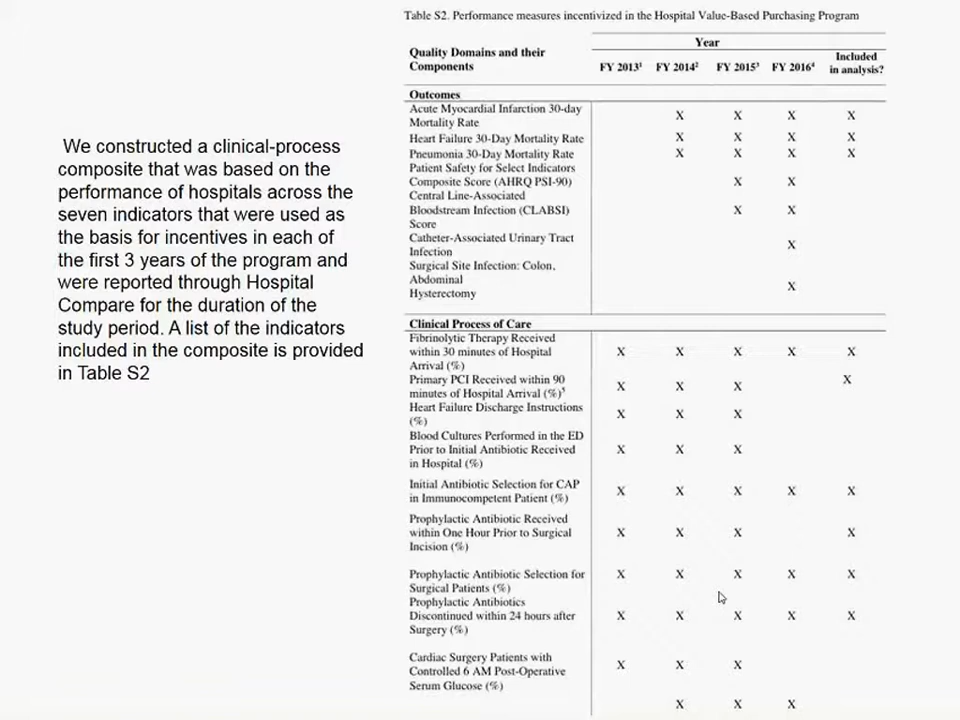 We constructed a clinical-process
composite that was based on the
performance of hospitals across the
seven indicators that were used as
the basis for incentives in each of
the first 3 years of the program and
were reported through Hospital
Compare for the duration of the
study period. A list of the indicators
included in the composite is provided
in Table S2
Table S2. Performance measures incentivized in the Hospital Value-Based Purchasing Program
Quality Domains and their Components Year
FY 2013¹ FY 2014² FY 2015³ FY 2016⁴ Included in analysis?
Outcomes
Acute Myocardial Infarction 30-day
Mortality Rate X X X X
Heart Failure 30-Day Mortality Rate X X X X
Pneumonia 30-Day Mortality Rate X X X X
Patient Safety for Select Indicators
Composite Score (AHRQ PSI-90) X X
Central Line-Associated
Bloodstream Infection (CLABSI) X X
Score
Catheter-Associated Urinary Tract
Infection X
Surgical Site Infection: Colon,
Abdominal
Hysterectomy X
Clinical Process of Care
Fibrinolytic Therapy Received
within 30 minutes of Hospital X X X X X
Arrival (%)
Primary PCI Received within 90 X
minutes of Hospital Arrival (%)⁵ X X X
Heart Failure Discharge Instructions X X X
(%)
Blood Cultures Performed in the ED
Prior to Initial Antibiotic Received X X X
in Hospital (%)
Initial Antibiotic Selection for CAP
in Immunocompetent Patient (%) X X X X X
Prophylactic Antibiotic Received
within One Hour Prior to Surgical X X X X
Incision (%)
Prophylactic Antibiotic Selection for X X X X X
Surgical Patients (%)
Prophylactic Antibiotics
Discontinued within 24 hours after X X X X X
Surgery (%)
Cardiac Surgery Patients with
Controlled 6 AM Post-Operative X X X
Serum Glucose (%)
X X X